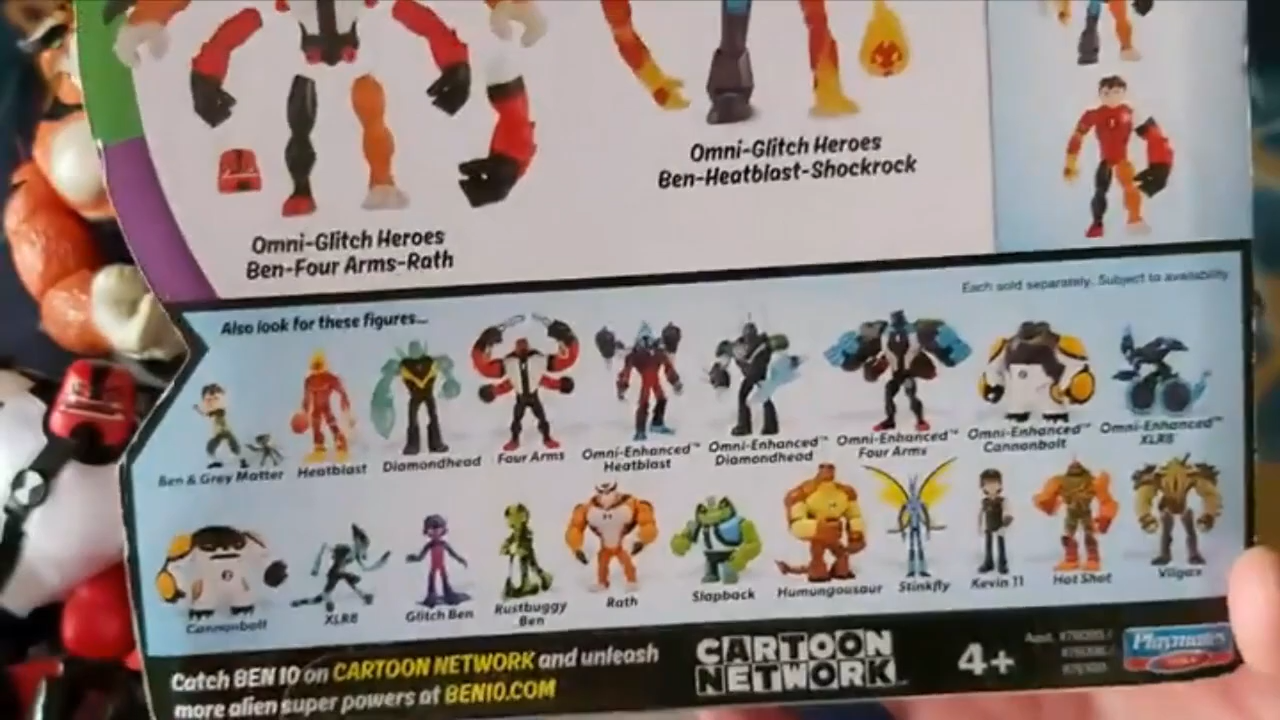 Omni-Glitch Heroes
Ben-Heatblast-Shockrock
Omni-Glitch Heroes
Ben-Four Arms-Rath
Each sold separately. Subject to availability
Also look for these figures...
Ben & Grey Matter
Heatblast
Diamondhead
Four Arms
Omni-Enhanced™
Heatblast
Omni-Enhanced™
Diamondhead
Omni-Enhanced™
Four Arms
Omni-Enhanced™
Cannonbolt
Omni-Enhanced™
XLR8
Cannonbolt
XLR8
Glitch Ben
Rustbuggy
Ben
Rath
Slapback
Humungousaur
Stinkfly
Kevin 11
Hot Shot
Vilgax
Catch BEN 10 on CARTOON NETWORK and unleash
more alien super powers at BEN10.COM
CARTOON
NETWORK
4+
Playmates